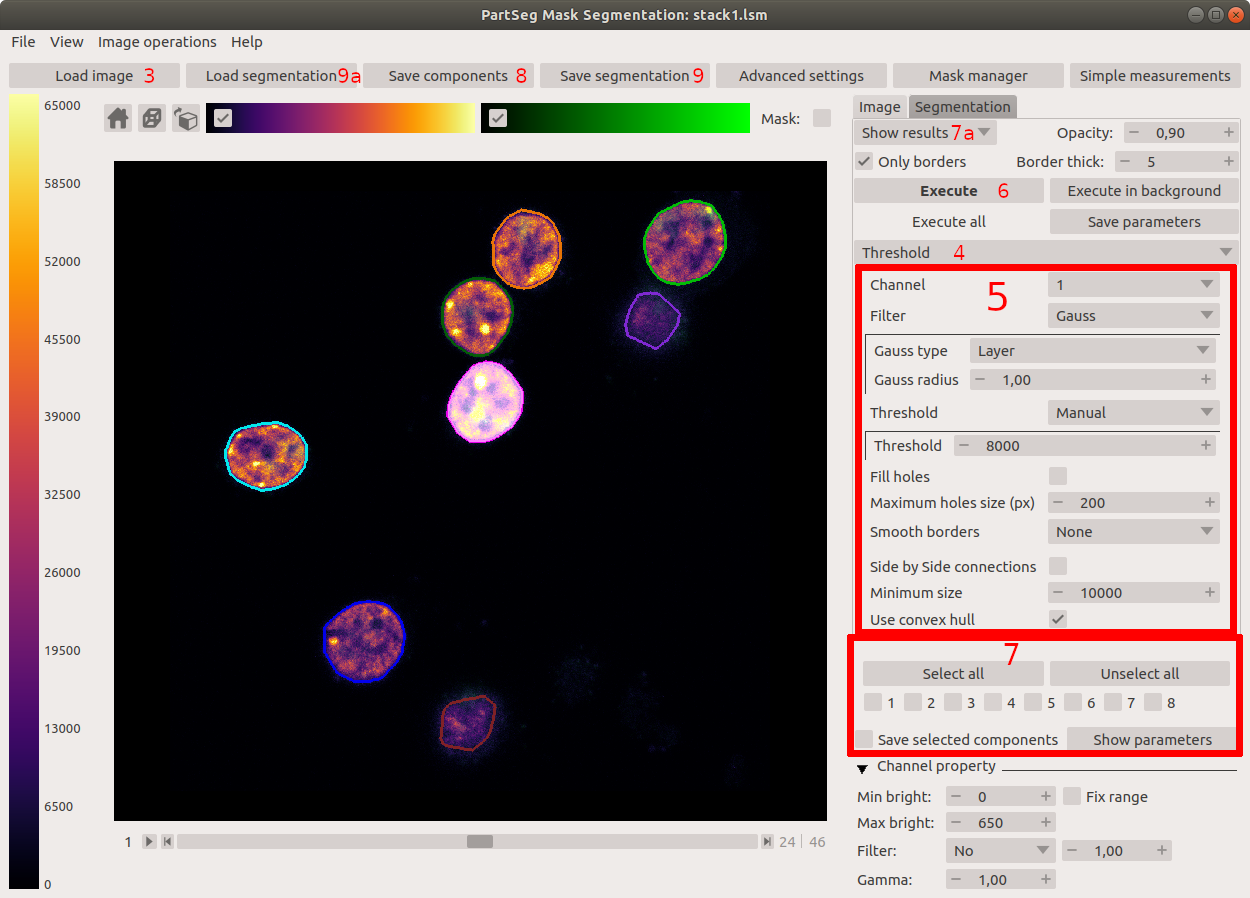 PartSeg Mask Segmentation: stack1.lsm
File View Image operations Help
Load image 3 Load segmentation 9a Save components 8 Save segmentation 9 Advanced settings Mask manager Simple measurements
65000
58500
52000
45500
39000
32500
26000
19500
13000
6500
0
Mask:
1 24 | 46
Image Segmentation
Show results 7a Opacity: − 0,90 +
Only borders Border thick: − 5 +
Execute 6 Execute in background
Execute all Save parameters
Threshold 4
5
Channel 1
Filter Gauss
Gauss type Layer
Gauss radius − 1,00 +
Threshold Manual
Threshold − 8000 +
Fill holes
Maximum holes size (px) − 200 +
Smooth borders None
Side by Side connections
Minimum size − 10000 +
Use convex hull
7
Select all Unselect all
1 2 3 4 5 6 7 8
Save selected components Show parameters
Channel property
Min bright: − 0 + Fix range
Max bright: − 650 +
Filter: No − 1,00 +
Gamma: − 1,00 +